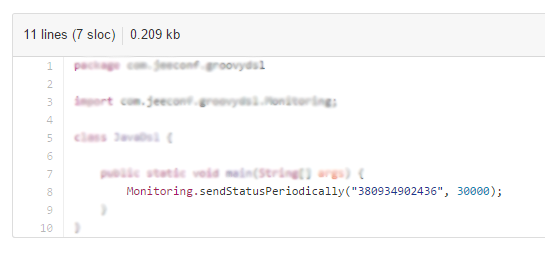 11 lines (7 sloc) 0.209 kb
1 package com.jeeconf.groovydsl
2
3 import com.jeeconf.groovydsl.Monitoring;
4
5 class JavaDsl {
6
7 public static void main(String[] args) {
8 Monitoring.sendStatusPeriodically("380934902436", 30000);
9 }
10 }